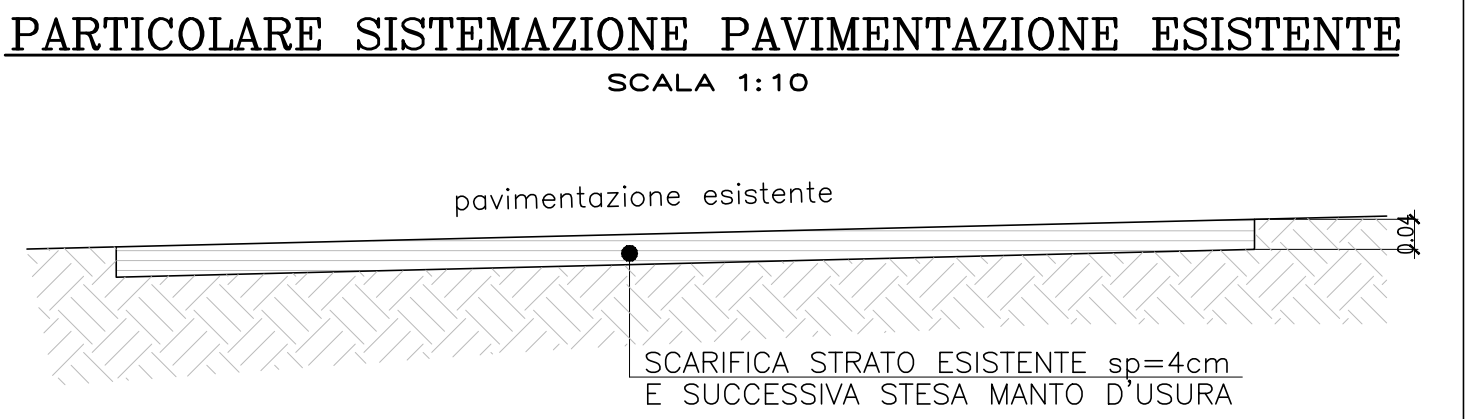 PARTICOLARE SISTEMAZIONE PAVIMENTAZIONE ESISTENTE
SCALA 1:10
pavimentazione esistente
0.04
SCARIFICA STRATO ESISTENTE sp=4cm
E SUCCESSIVA STESA MANTO D'USURA